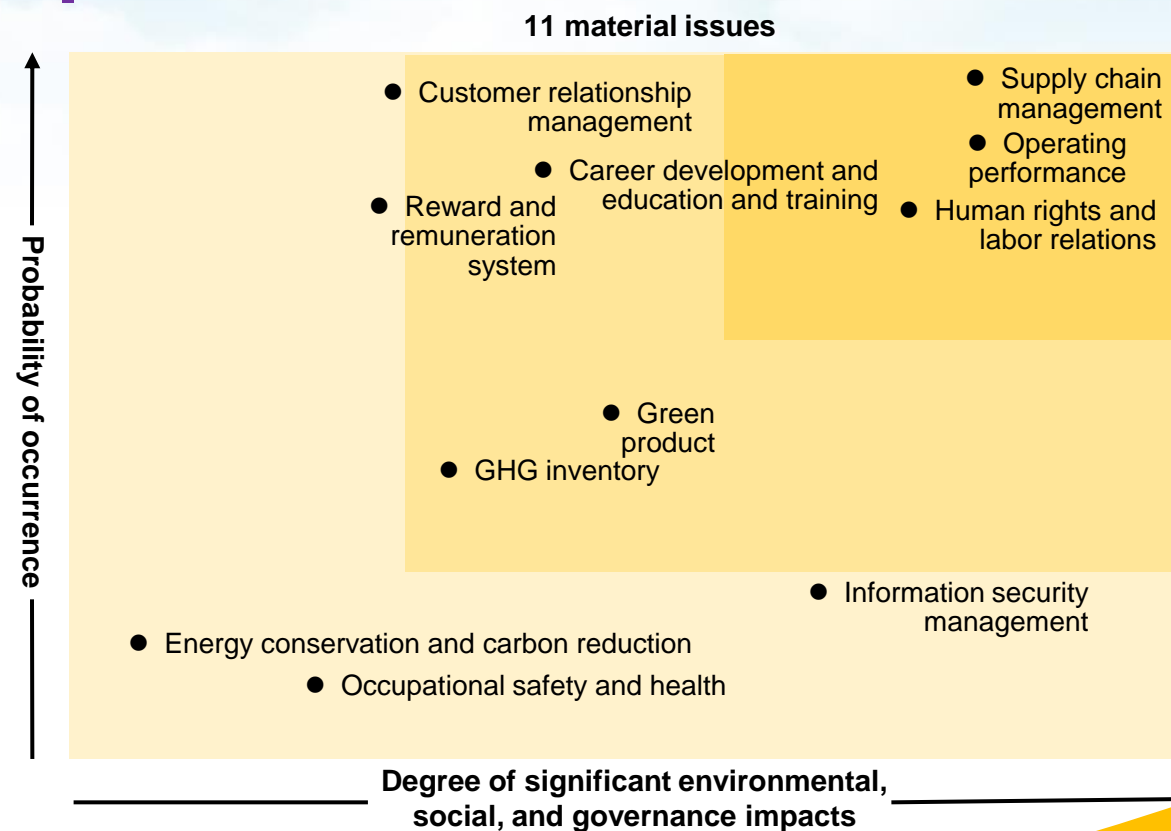 11 material issues
Probability of occurrence
● Customer relationship
management
● Supply chain
management
● Operating
performance
● Career development and
education and training
● Reward and
remuneration
system
● Human rights and
labor relations
● Green
product
● GHG inventory
● Information security
management
● Energy conservation and carbon reduction
● Occupational safety and health
Degree of significant environmental,
social, and governance impacts